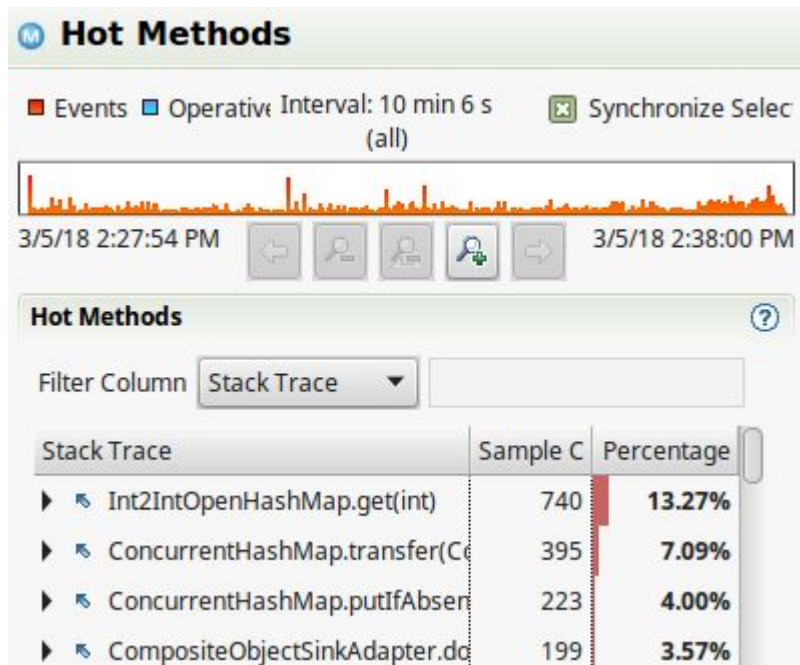 Hot Methods
Events Operative Interval: 10 min 6 s Synchronize Selec
(all)
3/5/18 2:27:54 PM 3/5/18 2:38:00 PM
Hot Methods
Filter Column Stack Trace
Stack Trace Sample C Percentage
Int2IntOpenHashMap.get(int) 740 13.27%
ConcurrentHashMap.transfer(Co 395 7.09%
ConcurrentHashMap.putIfAbsen 223 4.00%
CompositeObjectSinkAdapter.do 199 3.57%